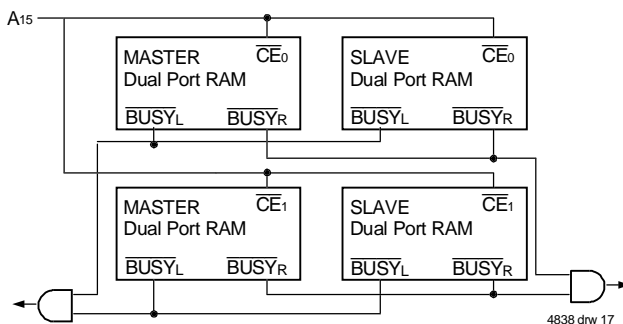 A15
MASTER
Dual Port RAM
CE0
BUSYL
BUSYR
SLAVE
Dual Port RAM
CE0
BUSYL
BUSYR
MASTER
Dual Port RAM
CE1
BUSYL
BUSYR
SLAVE
Dual Port RAM
CE1
BUSYL
BUSYR
4838 drw 17